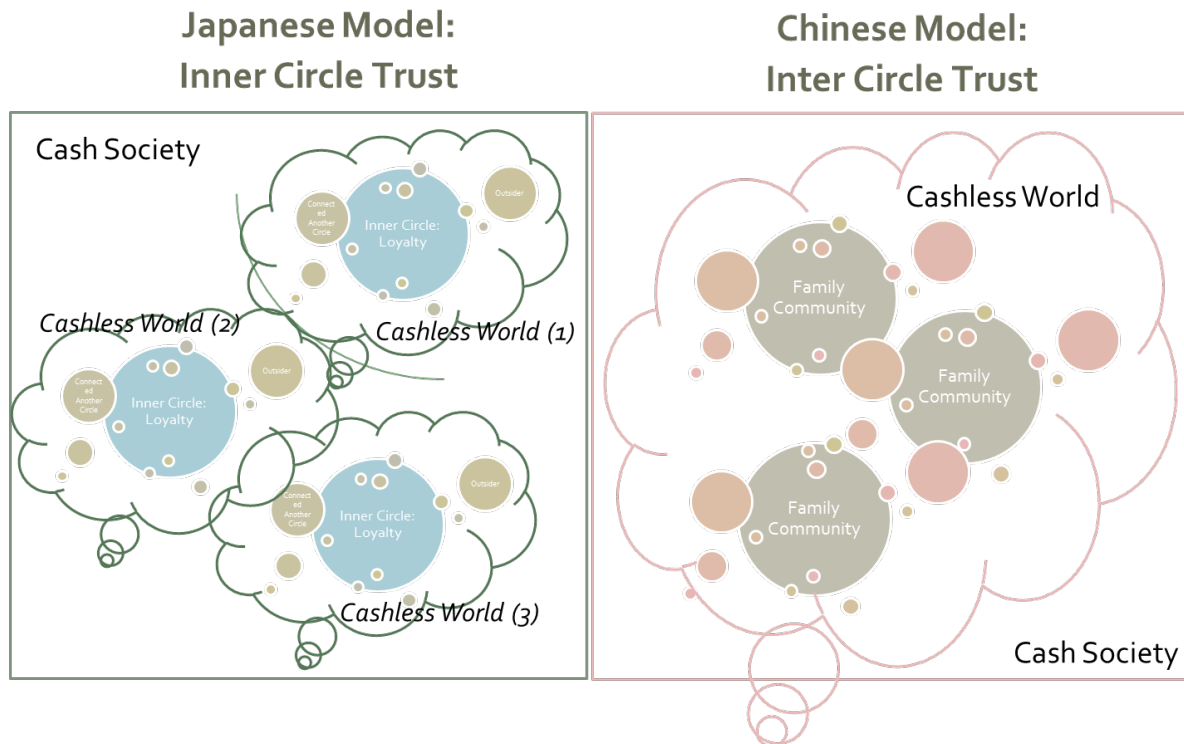 Japanese Model:
Inner Circle Trust
Cash Society
Connect
ed
Another
Circle
Inner Circle:
Loyalty
Outsider
Cashless World (1)
Cashless World (2)
Connect
ed
Another
Circle
Inner Circle:
Loyalty
Outsider
Connect
ed
Another
Circle
Inner Circle:
Loyalty
Outsider
Cashless World (3)
Chinese Model:
Inter Circle Trust
Cashless World
Family
Community
Family
Community
Family
Community
Cash Society